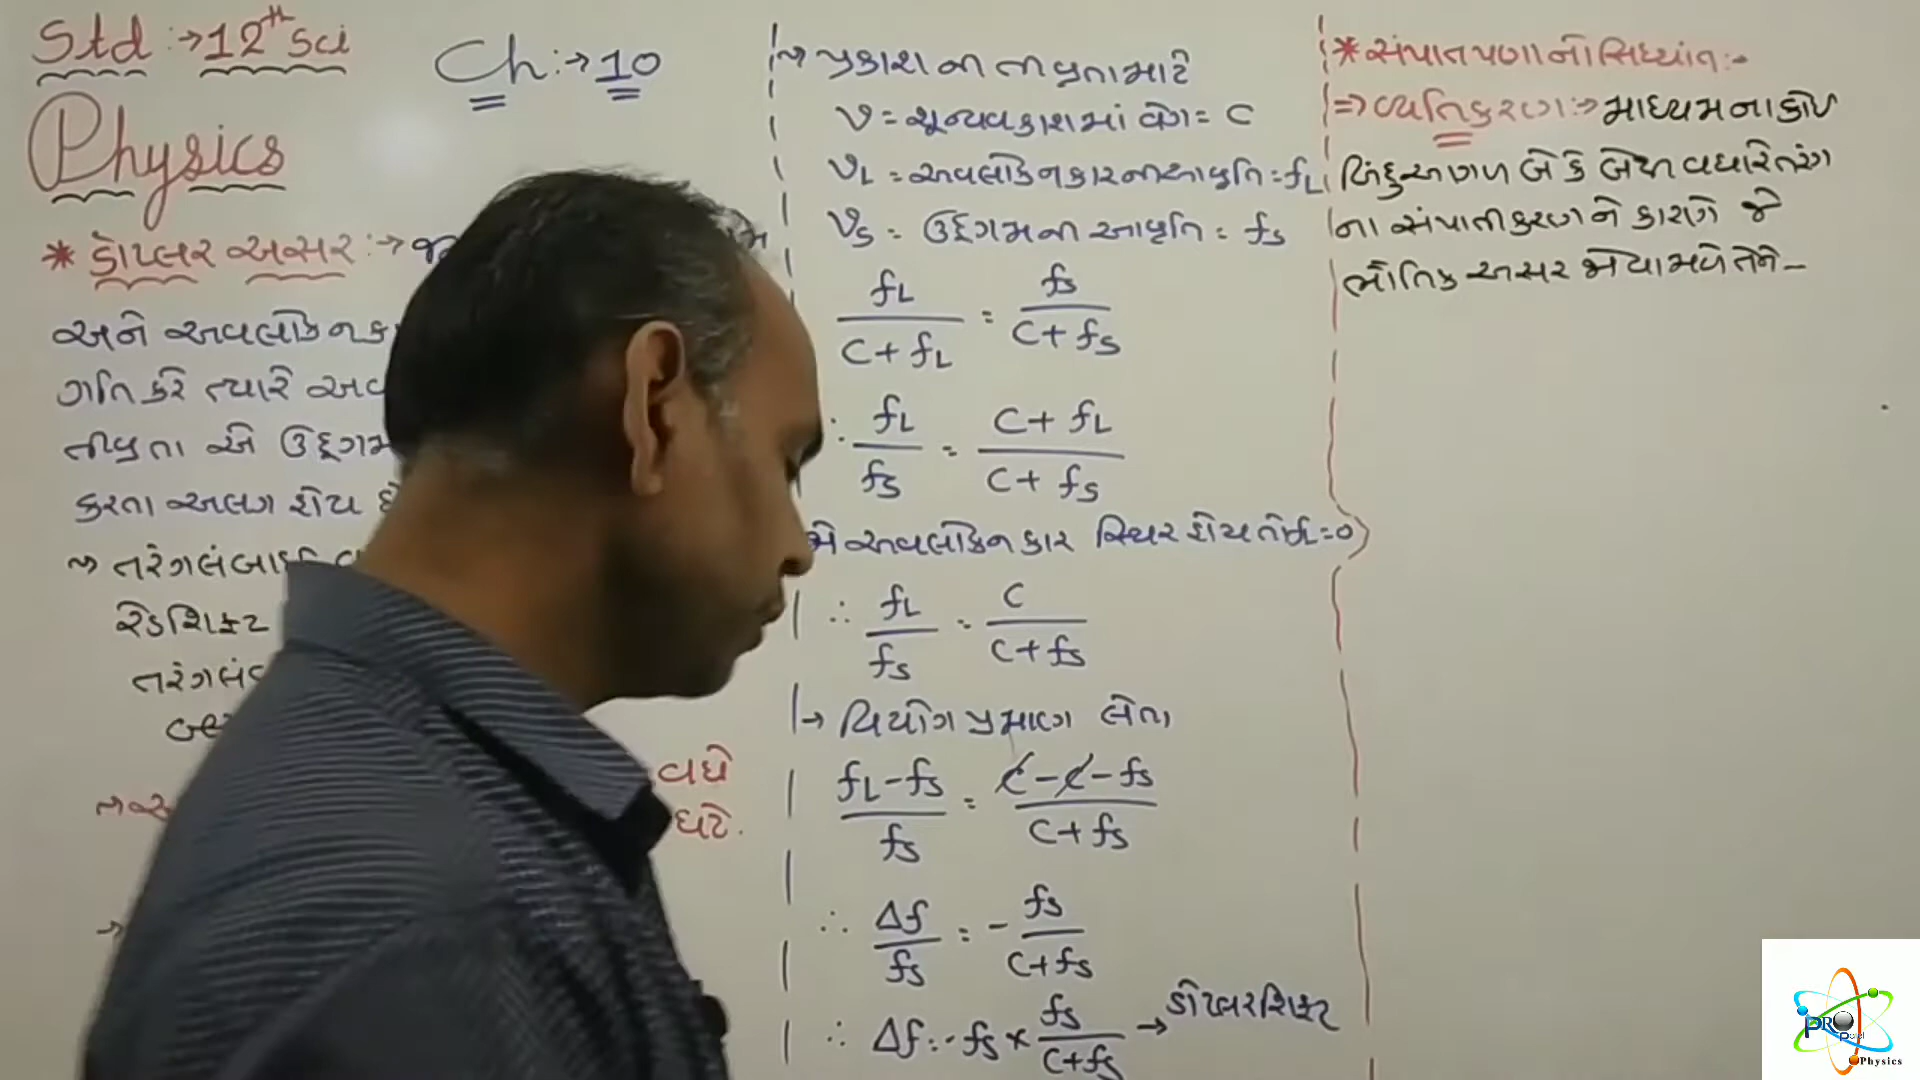 Std :→ 12th Sci
Ch :→ 10
Physics
* ડોપ્લર અસર :→
અને અવલોકનકા
ગતિ કરે ત્યારે અવ
તીવ્રતા એ ઉદ્દગમ
કરતા અલગ હોય છે
~> તરંગલંબાઈ વ
રેડશિફ્ટ
તરંગલં
વધે
ઘટે.
~> પ્રકાશ ની તીવ્રતા માટે
v = શૂન્યવકાશમાં વેગ = C
vL = અવલોકનકારની આવૃતિ = fL
vS = ઉદ્દગમની આવૃતિ = fS
fL / C + fL = fS / C + fS
∴ fL / fS = C + fL / C + fS
જો અવલોકનકાર સ્થિર હોય તો fL = 0
∴ fL / fS = C / C + fS
→ વિયોગ પ્રમાણ લેતા
fL - fS / fS = C - C - fS / C + fS
∴ Δf / fS = - fS / C + fS
∴ Δf = - fS × fS / C + fS → ડોપ્લરશિફ્ટ
* સંપાતપણાનો સિધ્ધાંત :-
=> વ્યતિકરણ :→ માધ્યમના કોઈ
બિંદુ આગળ બે કે બેથી વધારે તરંગ
ના સંપાતીકરણને કારણે જે
ભૌતિક અસર જોવા મળે તેને -
PRO
Physics